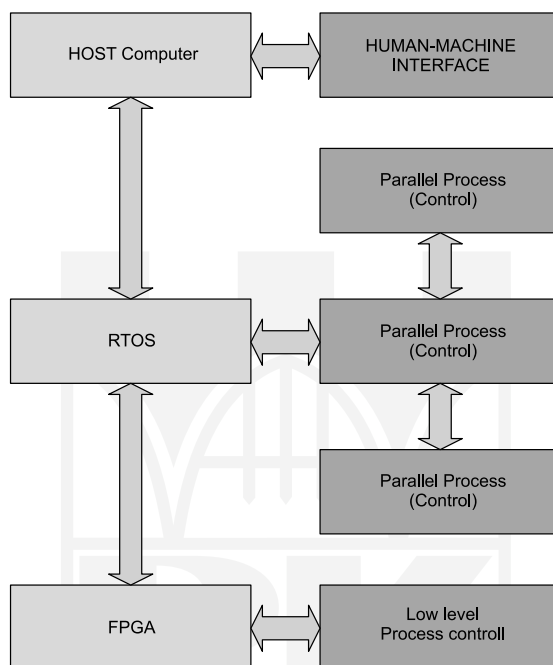 HOST Computer
HUMAN-MACHINE
INTERFACE
Parallel Process
(Control)
RTOS
Parallel Process
(Control)
Parallel Process
(Control)
FPGA
Low level
Process controll